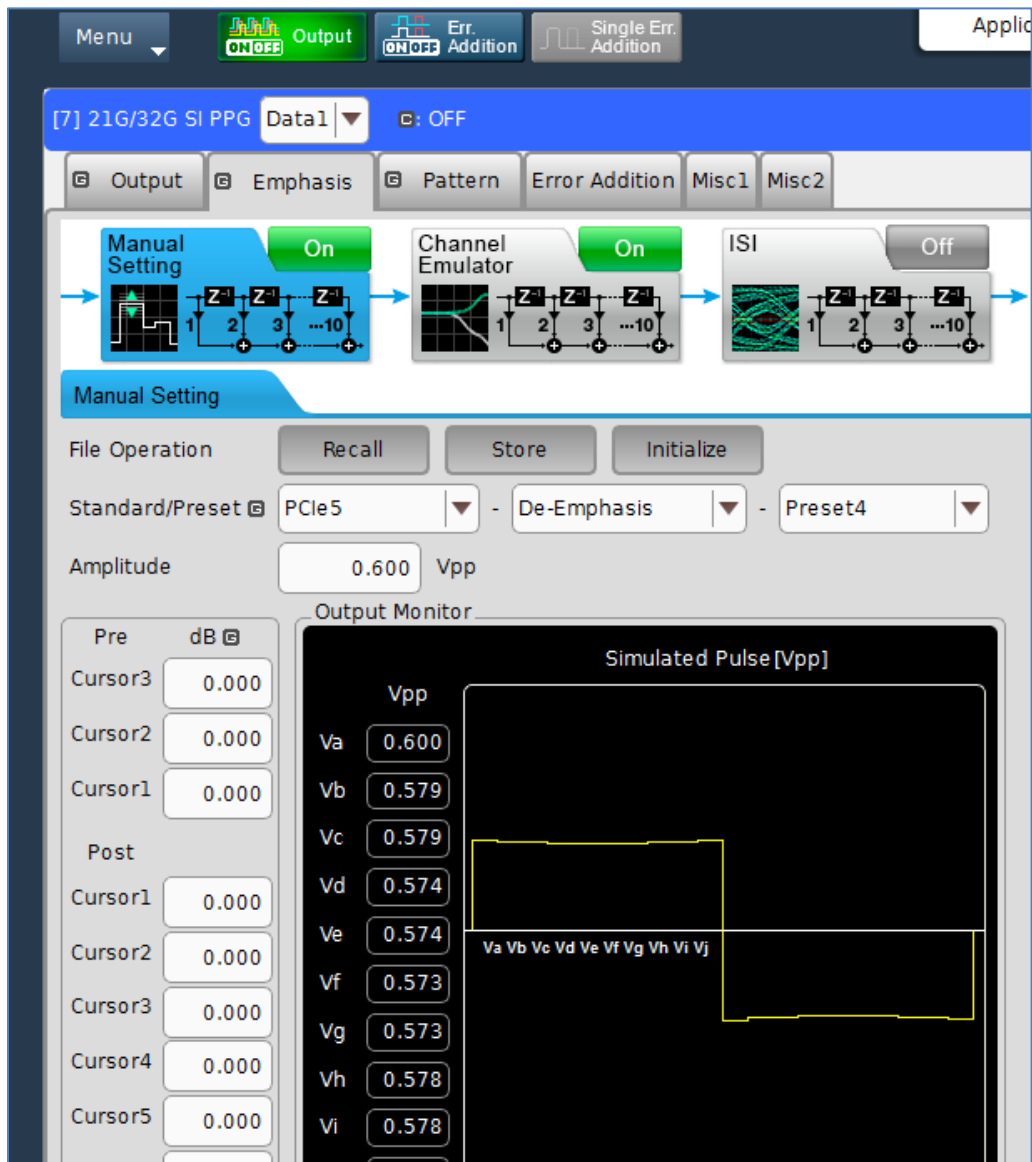 Menu
ON OFF Output
ON OFF Err. Addition
Single Err. Addition
Applic
[7] 21G/32G SI PPG Data1 C: OFF
G Output
G Emphasis
G Pattern
Error Addition
Misc1
Misc2
Manual Setting
On
Z-1 Z-1 Z-1
1 2 3 ...10
Channel Emulator
On
Z-1 Z-1 Z-1
1 2 3 ...10
ISI
Off
Z-1 Z-1 Z-1
1 2 3 ...10
Manual Setting
File Operation Recall Store Initialize
Standard/Preset G PCIe5 - De-Emphasis - Preset4
Amplitude 0.600 Vpp
Pre dB G
Cursor3 0.000
Cursor2 0.000
Cursor1 0.000
Post
Cursor1 0.000
Cursor2 0.000
Cursor3 0.000
Cursor4 0.000
Cursor5 0.000
Output Monitor
Simulated Pulse[Vpp]
Vpp
Va 0.600
Vb 0.579
Vc 0.579
Vd 0.574
Ve 0.574
Vf 0.573
Vg 0.573
Vh 0.578
Vi 0.578
Va Vb Vc Vd Ve Vf Vg Vh Vi Vj